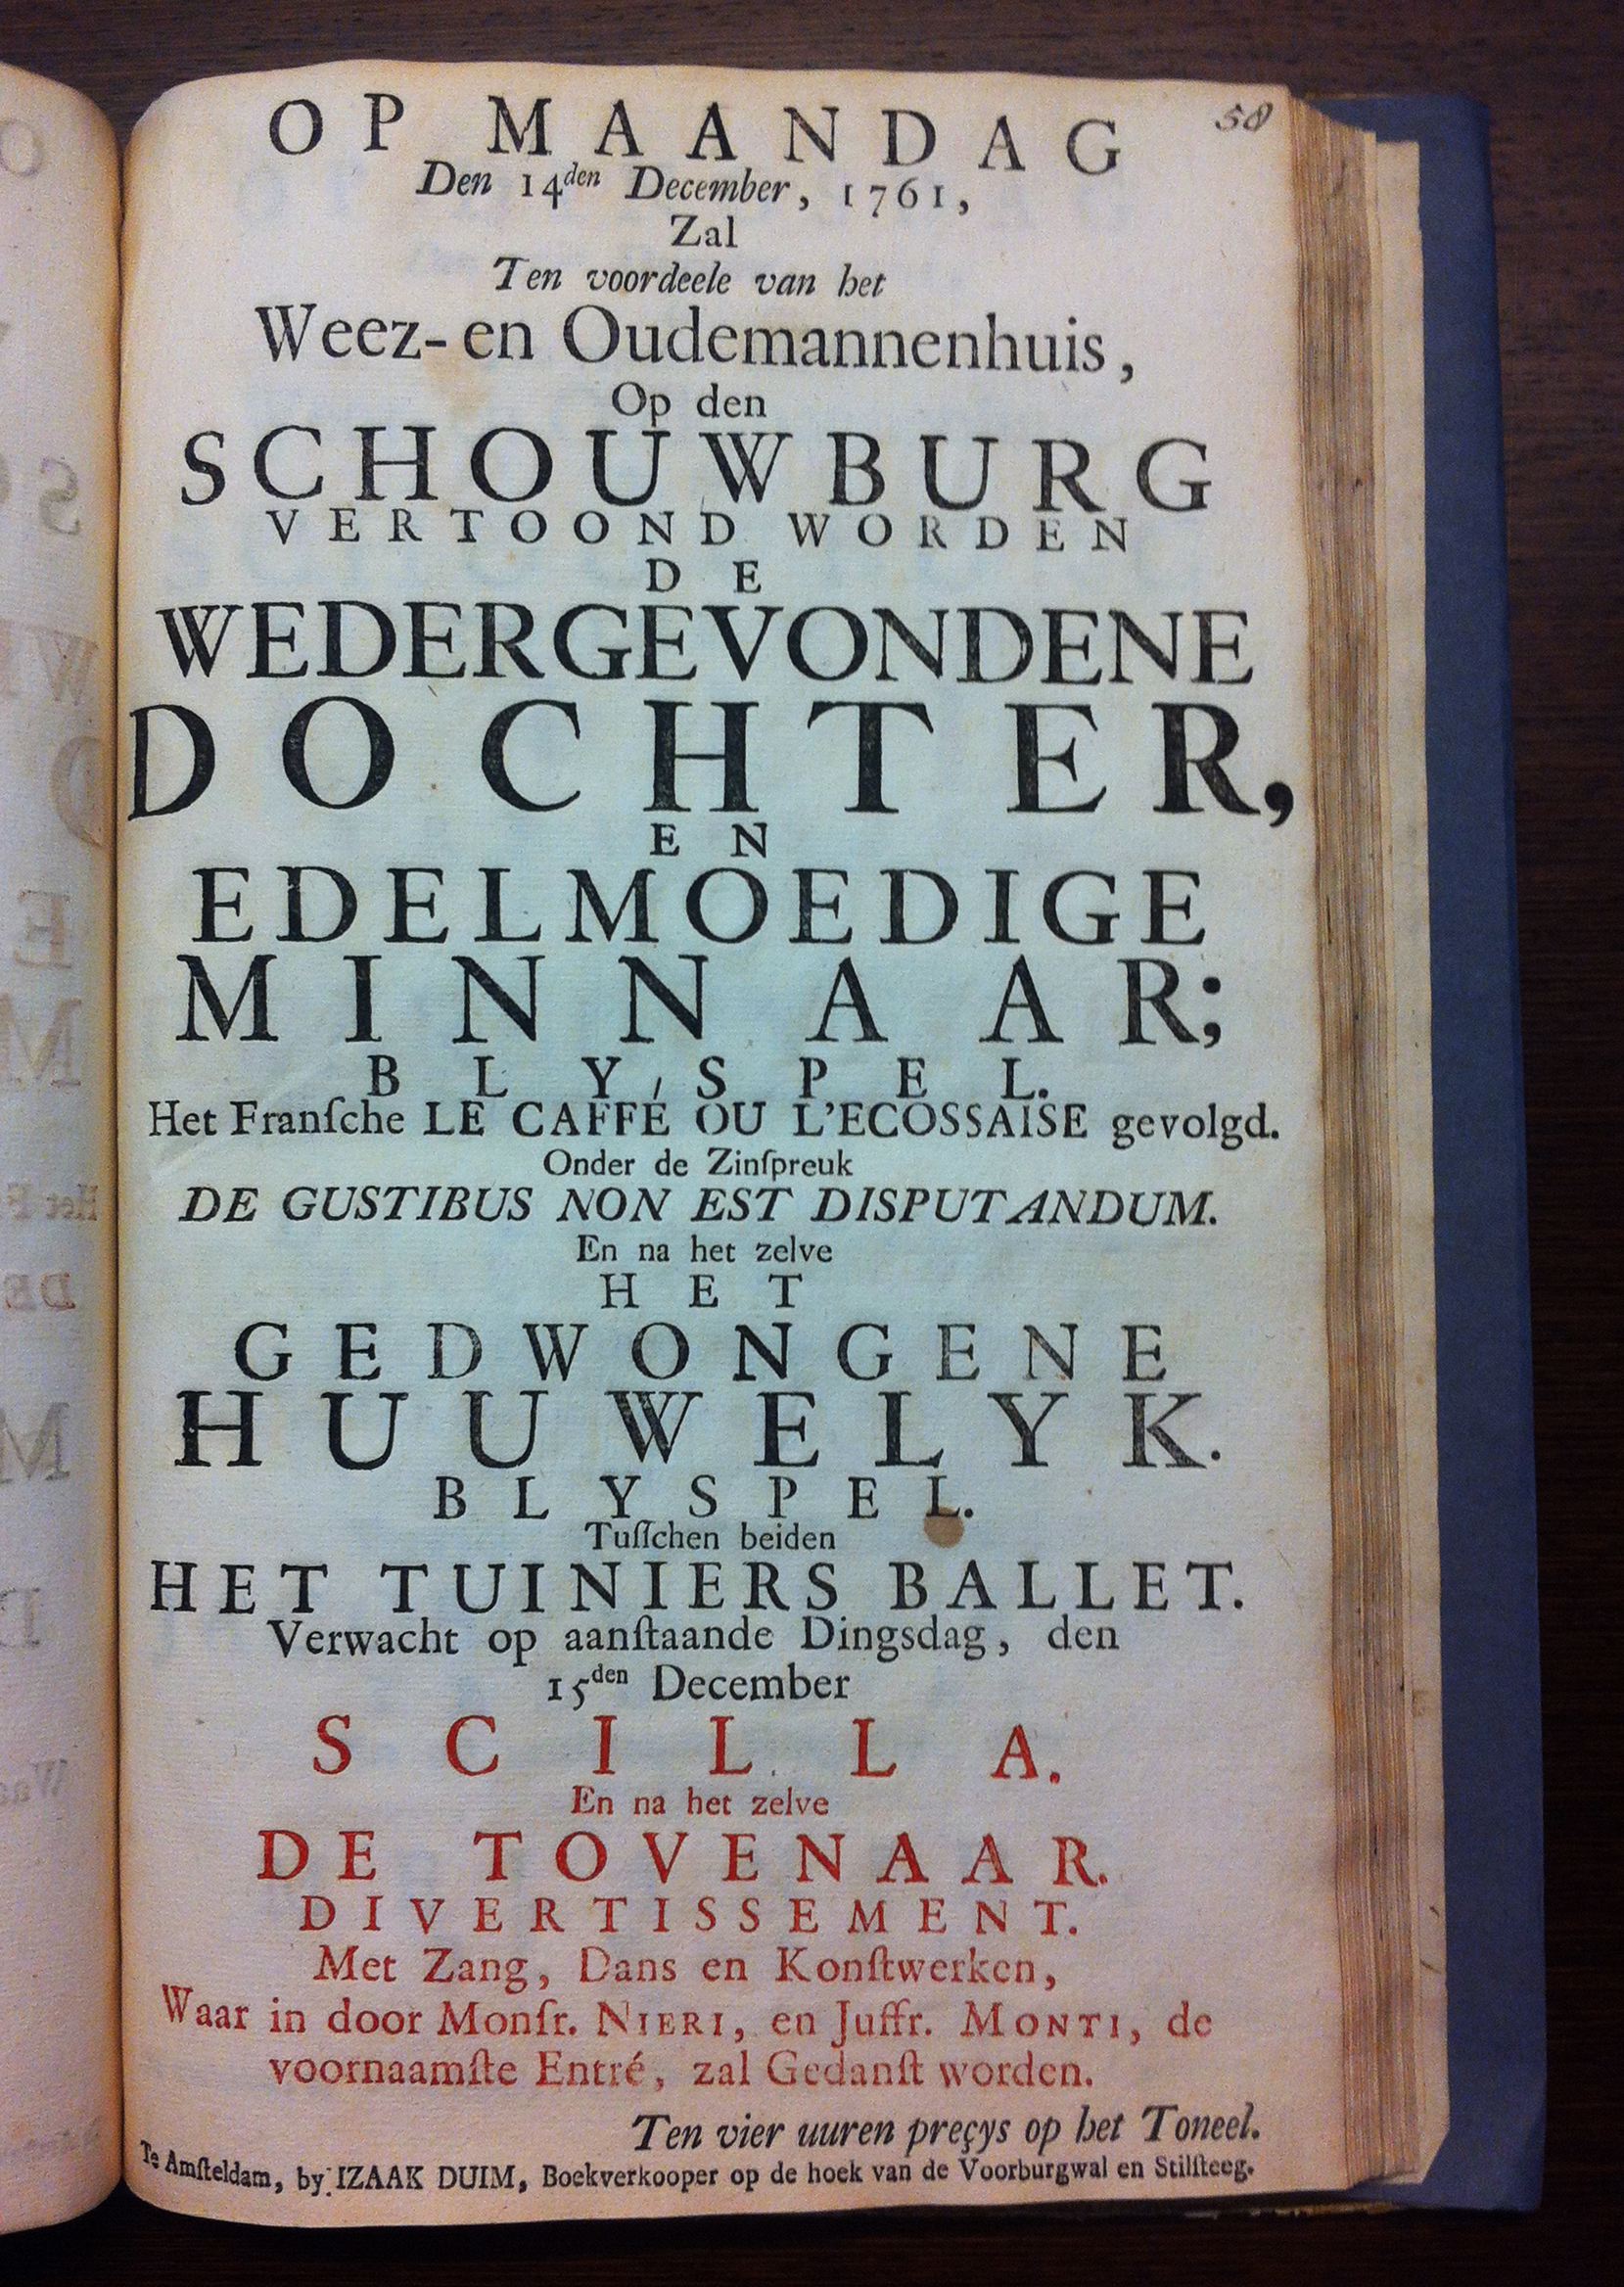 58
OP MAANDAG
Den 14den December, 1761,
Zal
Ten voordeele van het
Weez- en Oudemannenhuis,
Op den
SCHOUWBURG
VERTOOND WORDEN
DE
WEDERGEVONDENE
DOCHTER,
EN
EDELMOEDIGE
MINNAAR;
BLYSPEL.
Het Franſche LE CAFFÉ OU L'ECOSSAISE gevolgd.
Onder de Zinſpreuk
DE GUSTIBUS NON EST DISPUTANDUM.
En na het zelve
HET
GEDWONGENE
HUUWELYK.
BLYSPEL.
Tuſſchen beiden
HET TUINIERS BALLET.
Verwacht op aanſtaande Dingsdag, den
15den December
SCILLA.
En na het zelve
DE TOVENAAR.
DIVERTISSEMENT.
Met Zang, Dans en Konſtwerken,
Waar in door Monſr. NIERI, en Juffr. MONTI, de
voornaamſte Entré, zal Gedanſt worden.
Ten vier uuren preçys op het Toneel.
Te Amſteldam, by IZAAK DUIM, Boekverkooper op de hoek van de Voorburgwal en Stilſteeg.